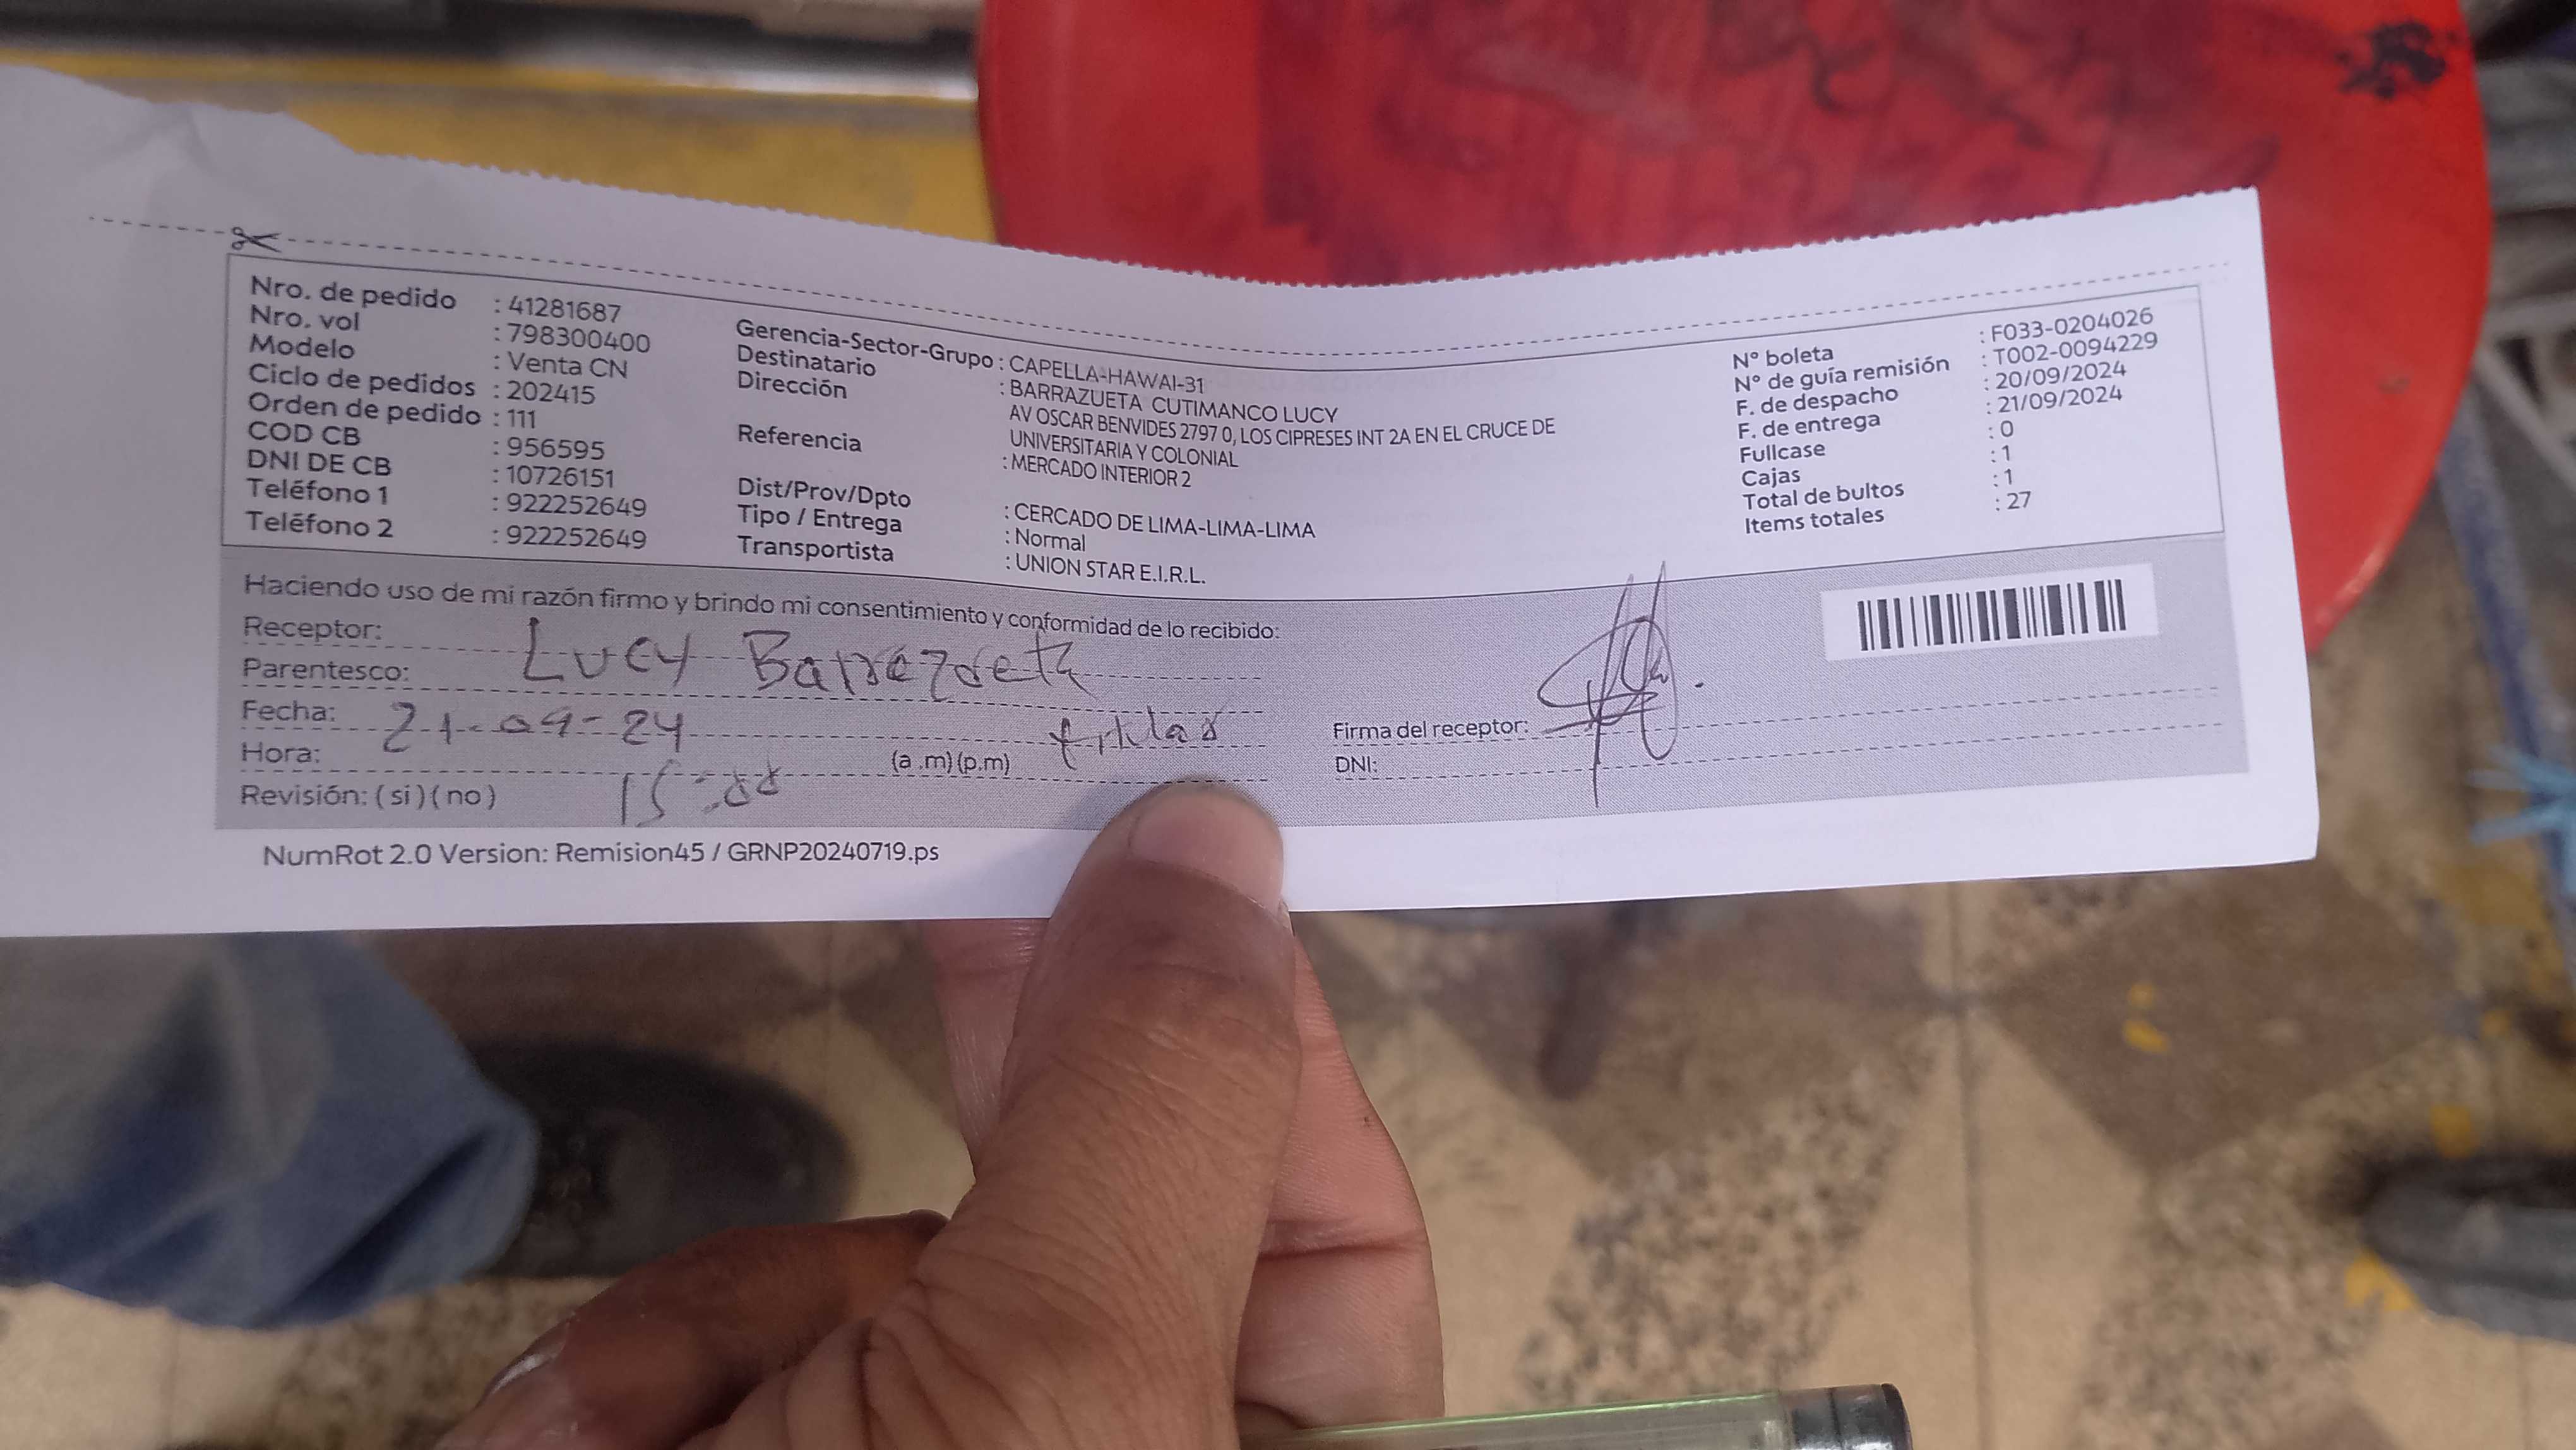 Nro. de pedido : 41281687
Nro. vol : 798300400
Modelo : Venta CN
Ciclo de pedidos : 202415
Orden de pedido : 111
COD CB : 956595
DNI DE CB : 10726151
Teléfono 1 : 922252649
Teléfono 2 : 922252649
Gerencia-Sector-Grupo : CAPELLA-HAWAI-31
Destinatario : BARRAZUETA CUTIMANCO LUCY
Dirección AV OSCAR BENVIDES 2797 0, LOS CIPRESES INT 2A EN EL CRUCE DE
UNIVERSITARIA Y COLONIAL
Referencia : MERCADO INTERIOR 2
Dist/Prov/Dpto : CERCADO DE LIMA-LIMA-LIMA
Tipo / Entrega : Normal
Transportista : UNION STAR E.I.R.L.
N° boleta : F033-0204026
N° de guía remisión : T002-0094229
F. de despacho : 20/09/2024
F. de entrega : 21/09/2024
Fullcase : 0
Cajas : 1
Total de bultos : 1
Items totales : 27
Haciendo uso de mi razón firmo y brindo mi consentimiento y conformidad de lo recibido:
Receptor: Lucy Barrezueta
Parentesco:
Fecha: 21-09-24
Hora: 15:00 (a .m) (p.m)
Revisión: ( si ) ( no )
Firma del receptor:
DNI:
NumRot 2.0 Version: Remision45 / GRNP20240719.ps